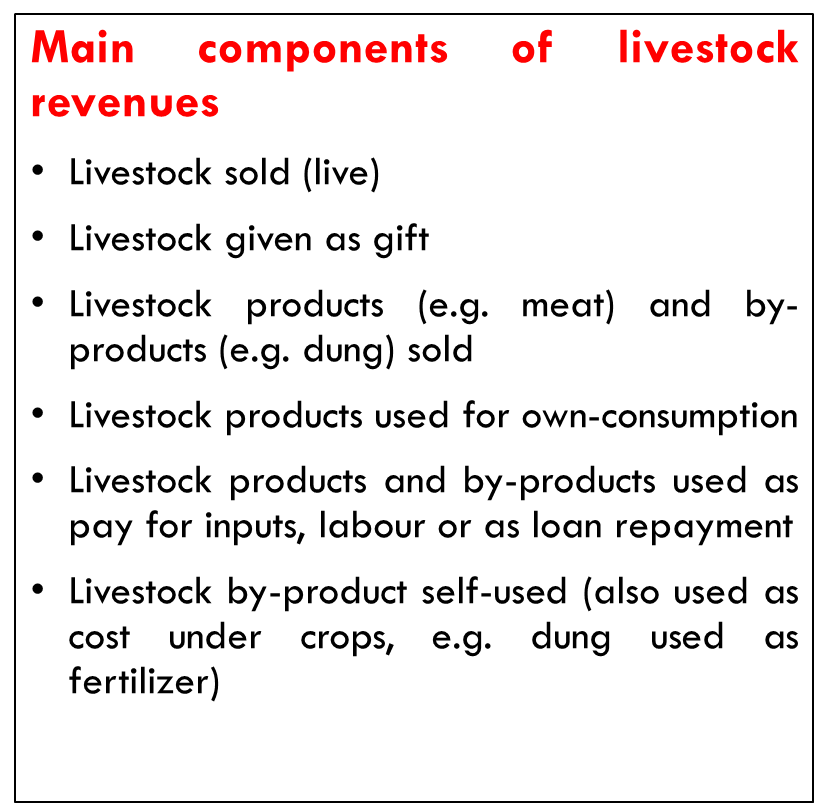 Main components of livestock
revenues
• Livestock sold (live)
• Livestock given as gift
• Livestock products (e.g. meat) and by-
products (e.g. dung) sold
• Livestock products used for own-consumption
• Livestock products and by-products used as
pay for inputs, labour or as loan repayment
• Livestock by-product self-used (also used as
cost under crops, e.g. dung used as
fertilizer)